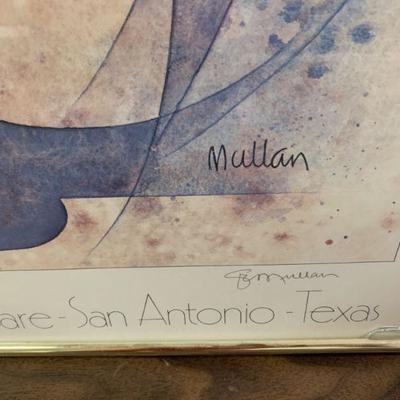 Mullan
Mullan
are - San Antonio - Texas